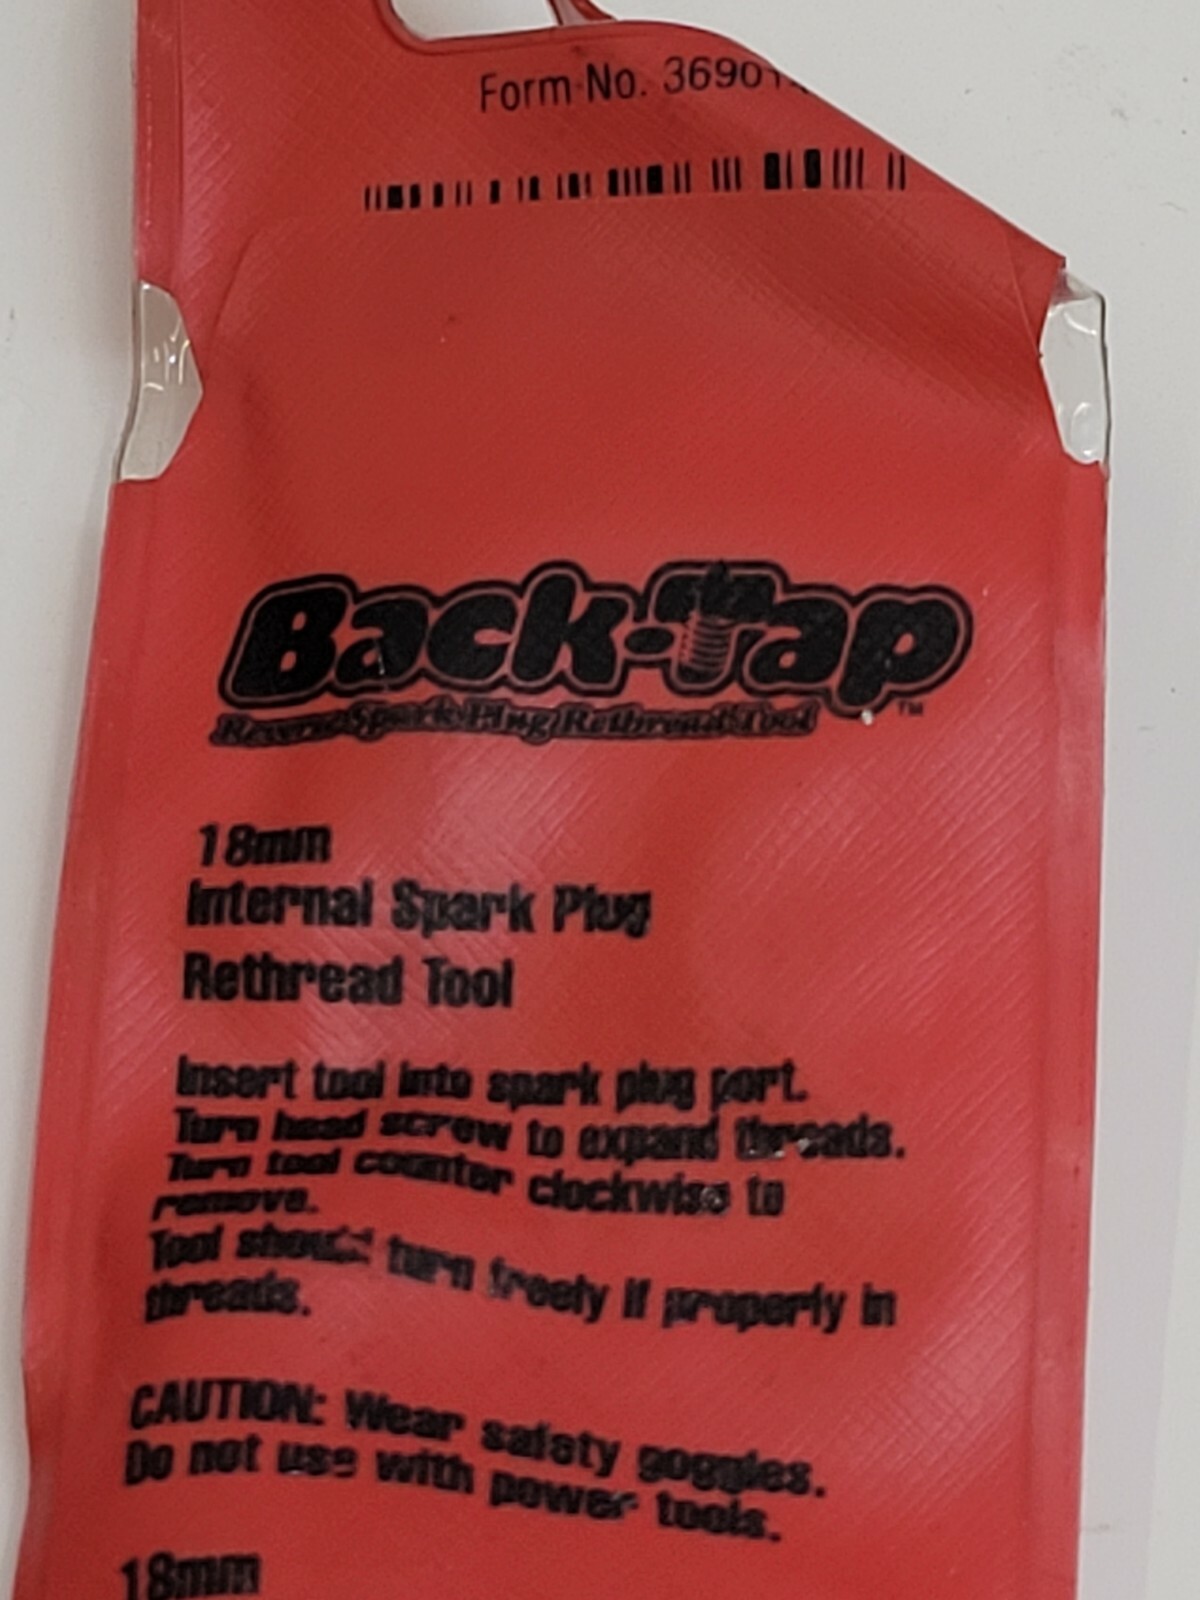 Form No. 36901
Back-Tap
Reverse Spark Plug Rethread Tool ™
18mm
Internal Spark Plug
Rethread Tool
Insert tool into spark plug port.
Turn head screw to expand threads.
Turn tool counter clockwise to
remove.
Tool should turn freely if properly in
threads.
CAUTION: Wear safety goggles.
Do not use with power tools.
18mm